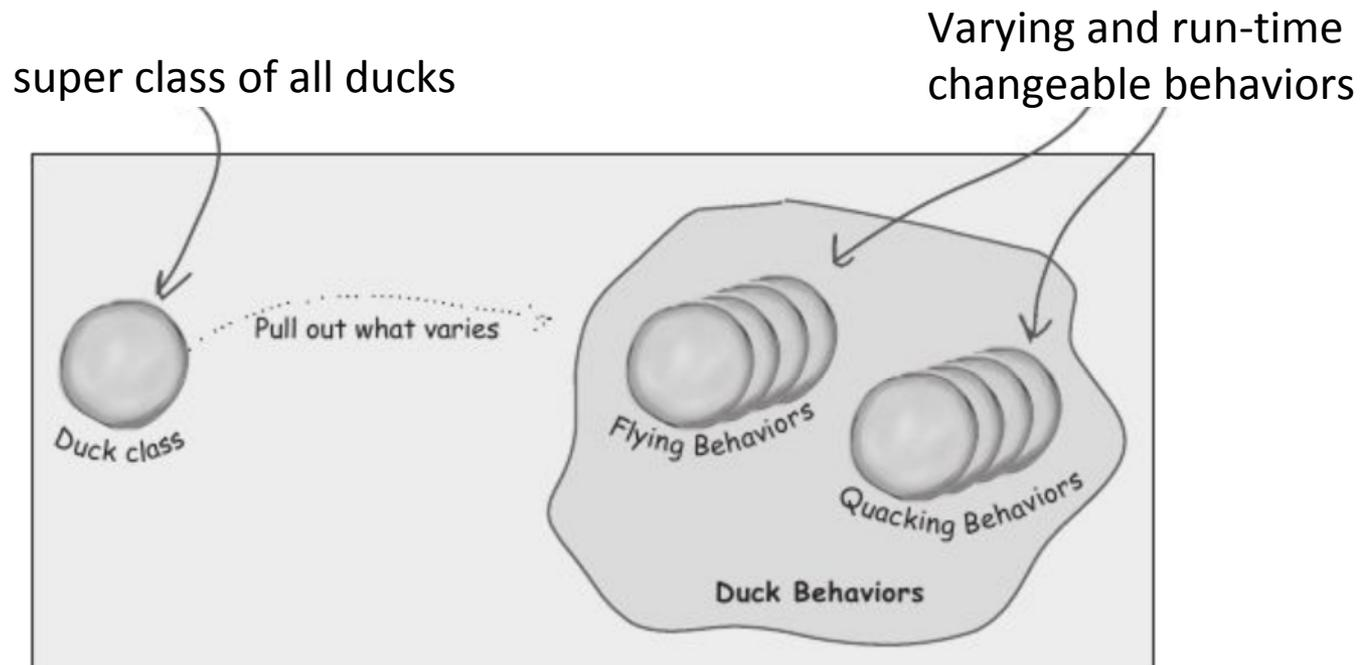 super class of all ducks
Varying and run-time
changeable behaviors
Pull out what varies
Duck class
Flying Behaviors
Quacking Behaviors
Duck Behaviors